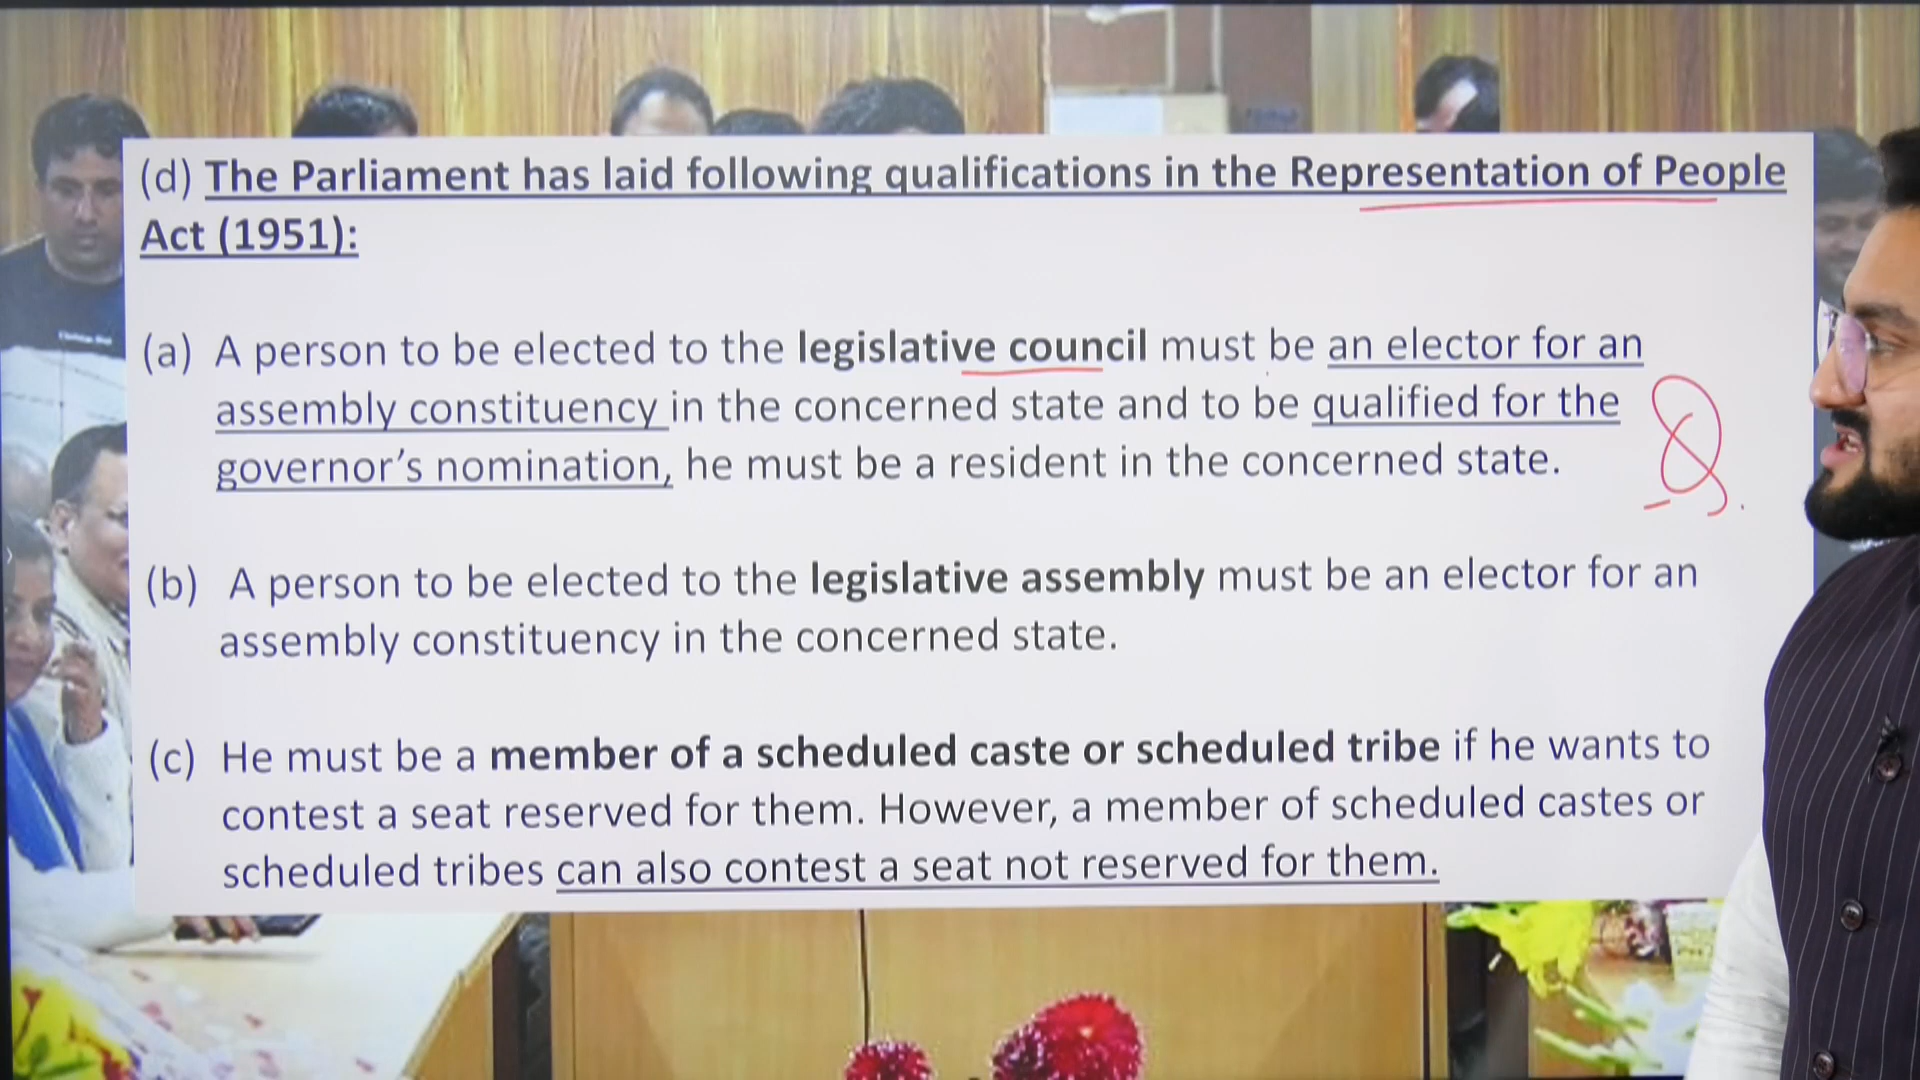 (d) The Parliament has laid following qualifications in the Representation of People
Act (1951):
(a) A person to be elected to the legislative council must be an elector for an
assembly constituency in the concerned state and to be qualified for the
governor’s nomination, he must be a resident in the concerned state.
(b) A person to be elected to the legislative assembly must be an elector for an
assembly constituency in the concerned state.
(c) He must be a member of a scheduled caste or scheduled tribe if he wants to
contest a seat reserved for them. However, a member of scheduled castes or
scheduled tribes can also contest a seat not reserved for them.